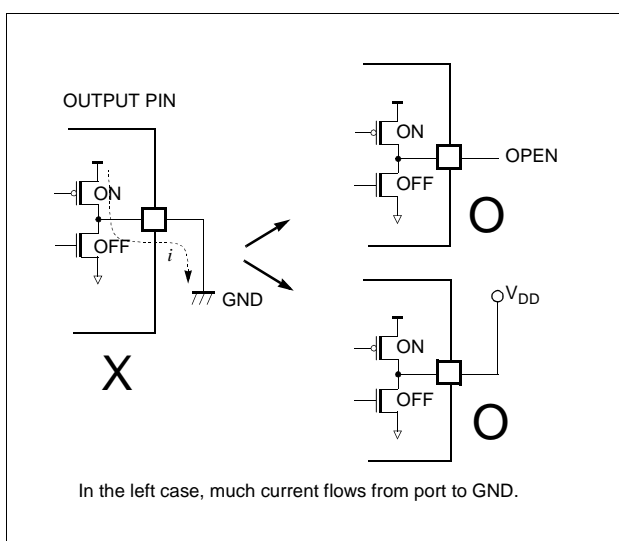 OUTPUT PIN
ON
OFF
i
GND
X
ON
OFF
OPEN
O
VDD
ON
OFF
O
In the left case, much current flows from port to GND.